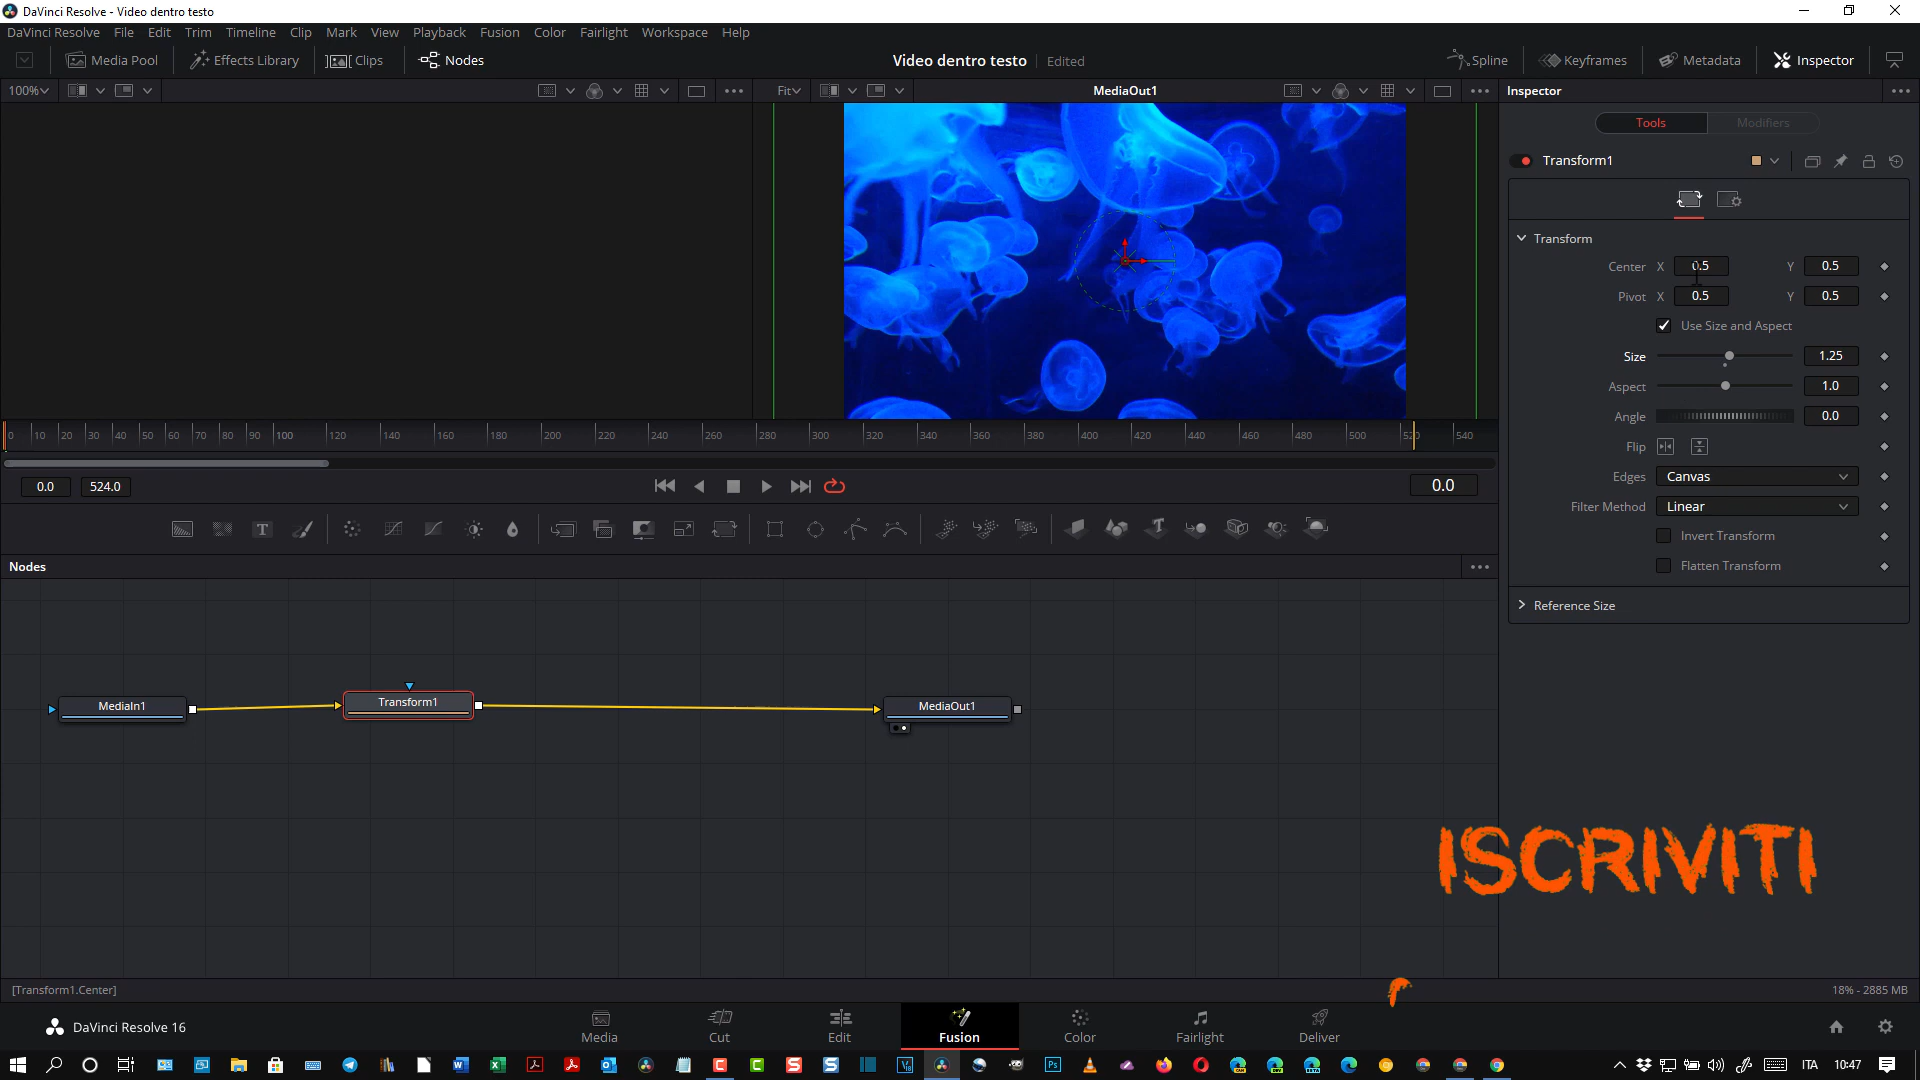 DaVinci Resolve - Video dentro testo
DaVinci Resolve File Edit Trim Timeline Clip Mark View Playback Fusion Color Fairlight Workspace Help
Media Pool Effects Library Clips Nodes Video dentro testo Edited Spline Keyframes Metadata Inspector
100% Fit MediaOut1 Inspector
Tools Modifiers
Transform1
Transform
Center X 0.5 Y 0.5
Pivot X 0.5 Y 0.5
Use Size and Aspect
Size 1.25
Aspect 1.0
Angle 0.0
Flip
Edges Canvas
Filter Method Linear
Invert Transform
Flatten Transform
Reference Size
0 10 20 30 40 50 60 70 80 90 100 120 140 160 180 200 220 240 260 280 300 320 340 360 380 400 420 440 460 480 500 520 540
0.0 524.0 0.0
Nodes
MediaIn1 Transform1 MediaOut1
ISCRIVITI
[Transform1.Center] 18% - 2885 MB
DaVinci Resolve 16
Media Cut Edit Fusion Color Fairlight Deliver
ITA 10:47